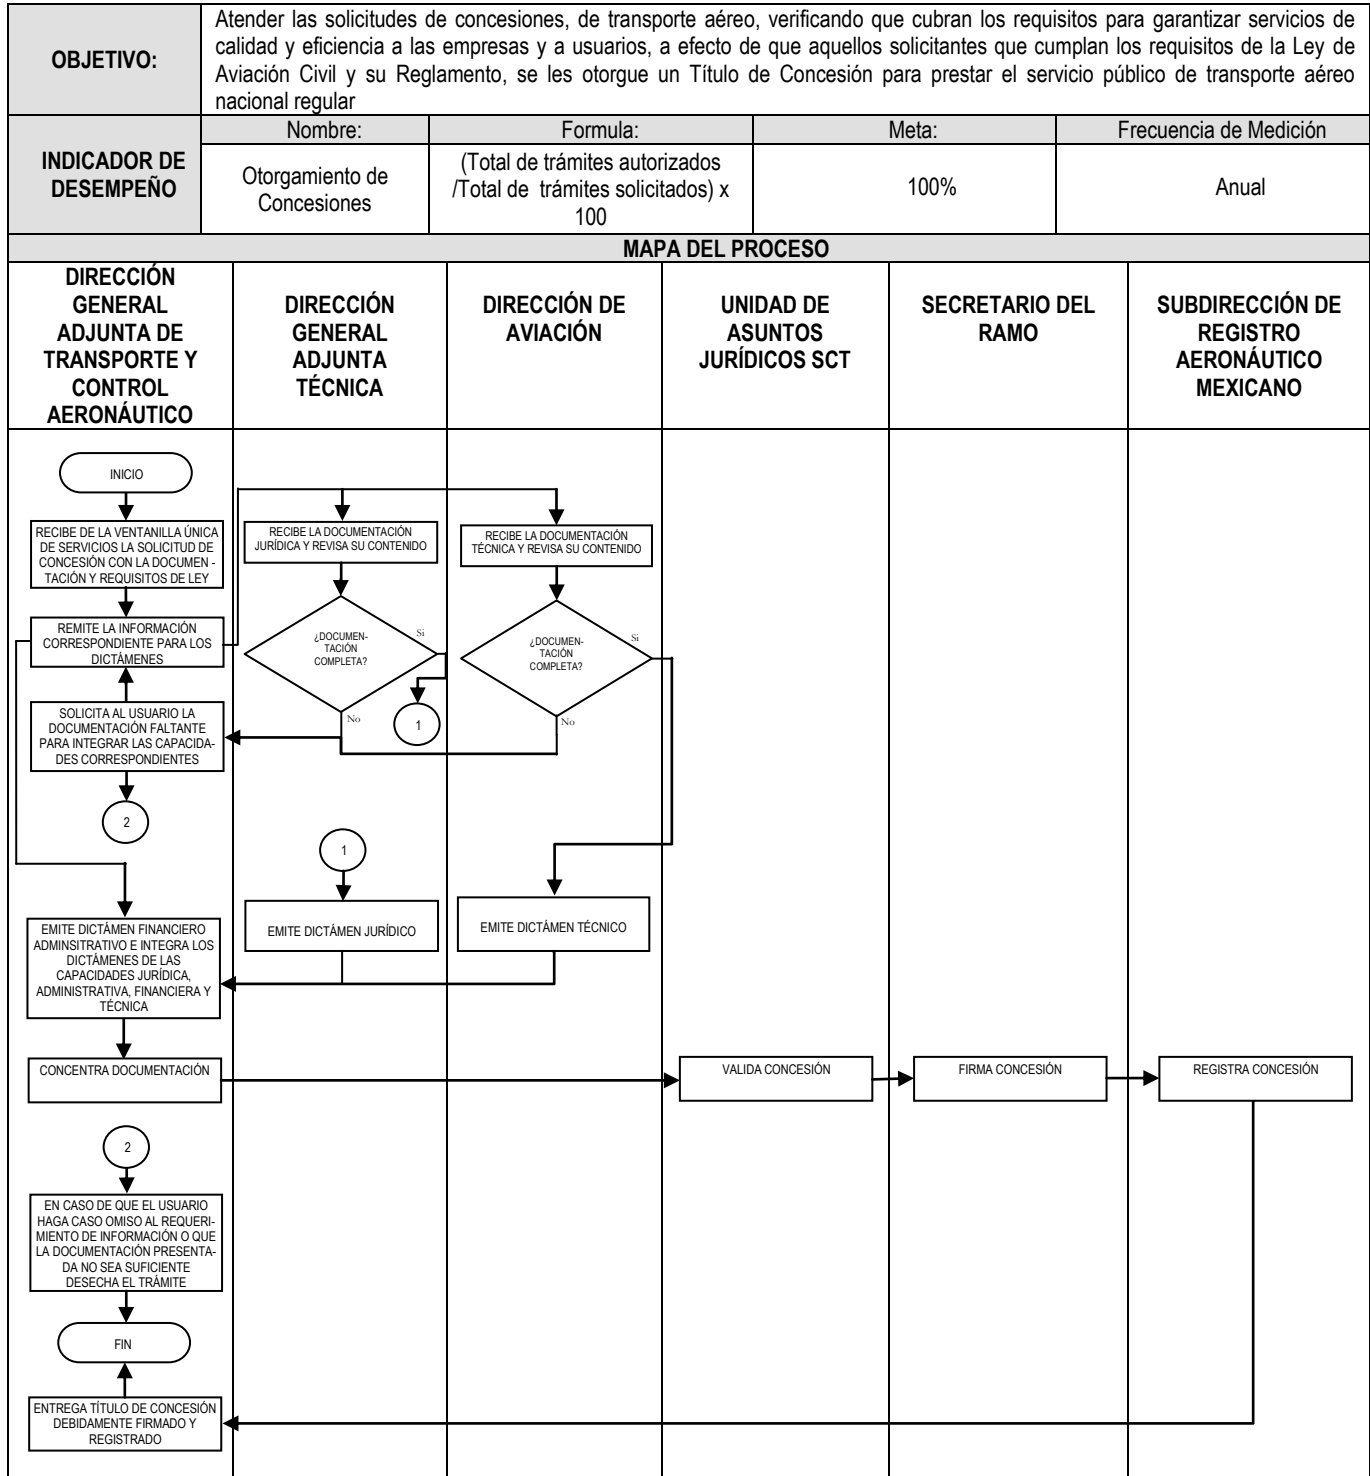 OBJETIVO:
Atender las solicitudes de concesiones, de transporte aéreo, verificando que cubran los requisitos para garantizar servicios de
calidad y eficiencia a las empresas y a usuarios, a efecto de que aquellos solicitantes que cumplan los requisitos de la Ley de
Aviación Civil y su Reglamento, se les otorgue un Título de Concesión para prestar el servicio público de transporte aéreo
nacional regular
INDICADOR DE
DESEMPEÑO
Nombre:
Formula:
Meta:
Frecuencia de Medición
Otorgamiento de
Concesiones
(Total de trámites autorizados
/Total de trámites solicitados) x
100
100%
Anual
MAPA DEL PROCESO
DIRECCIÓN
GENERAL
ADJUNTA DE
TRANSPORTE Y
CONTROL
AERONÁUTICO
DIRECCIÓN
GENERAL
ADJUNTA
TÉCNICA
DIRECCIÓN DE
AVIACIÓN
UNIDAD DE
ASUNTOS
JURÍDICOS SCT
SECRETARIO DEL
RAMO
SUBDIRECCIÓN DE
REGISTRO
AERONÁUTICO
MEXICANO
INICIO
RECIBE DE LA VENTANILLA ÚNICA
DE SERVICIOS LA SOLICITUD DE
CONCESIÓN CON LA DOCUMEN -
TACIÓN Y REQUISITOS DE LEY
REMITE LA INFORMACIÓN
CORRESPONDIENTE PARA LOS
DICTÁMENES
SOLICITA AL USUARIO LA
DOCUMENTACIÓN FALTANTE
PARA INTEGRAR LAS CAPACIDA-
DES CORRESPONDIENTES
2
RECIBE LA DOCUMENTACIÓN
JURÍDICA Y REVISA SU CONTENIDO
¿DOCUMEN-
TACIÓN
COMPLETA?
Si
No
1
RECIBE LA DOCUMENTACIÓN
TÉCNICA Y REVISA SU CONTENIDO
¿DOCUMEN-
TACIÓN
COMPLETA?
Si
No
1
EMITE DICTÁMEN JURÍDICO
EMITE DICTÁMEN TÉCNICO
EMITE DICTÁMEN FINANCIERO
ADMINSITRATIVO E INTEGRA LOS
DICTÁMENES DE LAS
CAPACIDADES JURÍDICA,
ADMINISTRATIVA, FINANCIERA Y
TÉCNICA
CONCENTRA DOCUMENTACIÓN
VALIDA CONCESIÓN
FIRMA CONCESIÓN
REGISTRA CONCESIÓN
2
EN CASO DE QUE EL USUARIO
HAGA CASO OMISO AL REQUERI-
MIENTO DE INFORMACIÓN O QUE
LA DOCUMENTACIÓN PRESENTA-
DA NO SEA SUFICIENTE
DESECHA EL TRÁMITE
FIN
ENTREGA TÍTULO DE CONCESIÓN
DEBIDAMENTE FIRMADO Y
REGISTRADO